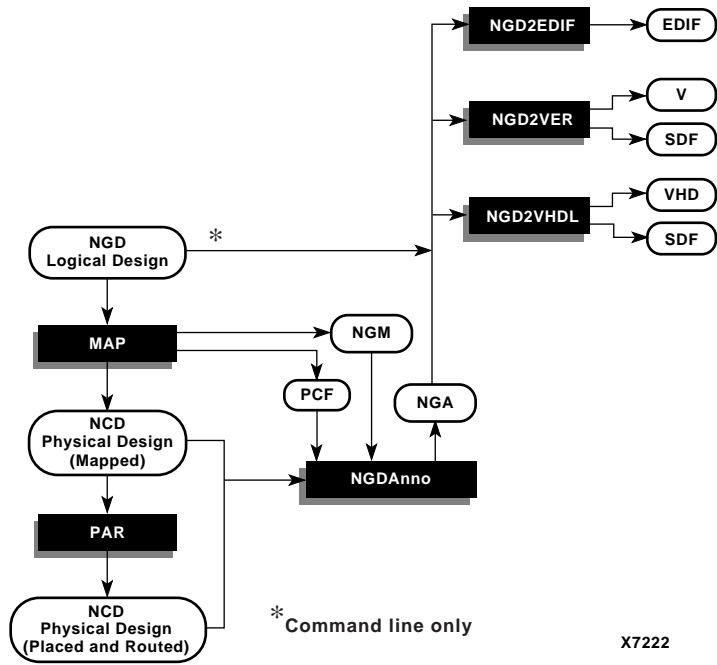 NGD2EDIF
EDIF
NGD2VER
V
SDF
NGD2VHDL
VHD
SDF
NGD
Logical Design
*
MAP
NGM
PCF
NGA
NCD
Physical Design
(Mapped)
NGDAnno
PAR
NCD
Physical Design
(Placed and Routed)
*Command line only
X7222